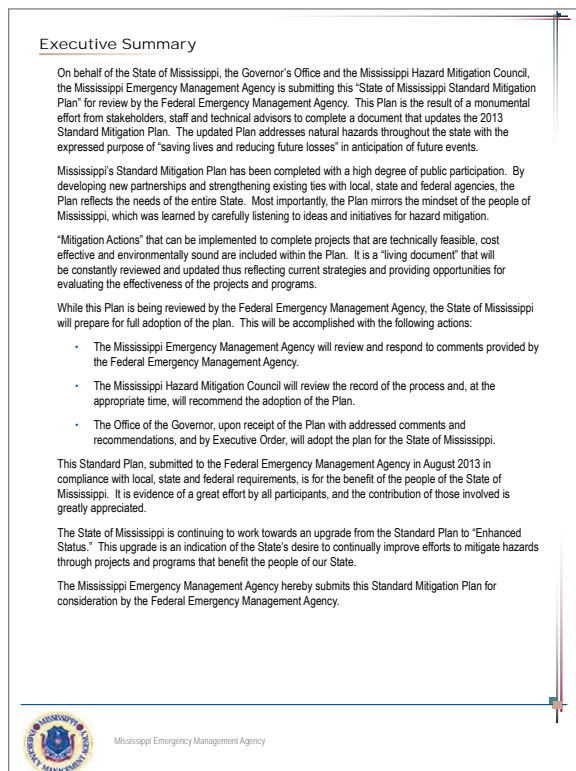 Executive Summary
On behalf of the State of Mississippi, the Governor's Office and the Mississippi Hazard Mitigation Council,
the Mississippi Emergency Management Agency is submitting this "State of Mississippi Standard Mitigation
Plan" for review by the Federal Emergency Management Agency. This Plan is the result of a monumental
effort from stakeholders, staff and technical advisors to complete a document that updates the 2013
Standard Mitigation Plan. The updated Plan addresses natural hazards throughout the state with the
expressed purpose of "saving lives and reducing future losses" in anticipation of future events.
Mississippi's Standard Mitigation Plan has been completed with a high degree of public participation. By
developing new partnerships and strengthening existing ties with local, state and federal agencies, the
Plan reflects the needs of the entire State. Most importantly, the Plan mirrors the mindset of the people of
Mississippi, which was learned by carefully listening to ideas and initiatives for hazard mitigation.
"Mitigation Actions" that can be implemented to complete projects that are technically feasible, cost
effective and environmentally sound are included within the Plan. It is a "living document" that will
be constantly reviewed and updated thus reflecting current strategies and providing opportunities for
evaluating the effectiveness of the projects and programs.
While this Plan is being reviewed by the Federal Emergency Management Agency, the State of Mississippi
will prepare for full adoption of the plan. This will be accomplished with the following actions:
• The Mississippi Emergency Management Agency will review and respond to comments provided by
the Federal Emergency Management Agency.
• The Mississippi Hazard Mitigation Council will review the record of the process and, at the
appropriate time, will recommend the adoption of the Plan.
• The Office of the Governor, upon receipt of the Plan with addressed comments and
recommendations, and by Executive Order, will adopt the plan for the State of Mississippi.
This Standard Plan, submitted to the Federal Emergency Management Agency in August 2013 in
compliance with local, state and federal requirements, is for the benefit of the people of the State of
Mississippi. It is evidence of a great effort by all participants, and the contribution of those involved is
greatly appreciated.
The State of Mississippi is continuing to work towards an upgrade from the Standard Plan to "Enhanced
Status." This upgrade is an indication of the State's desire to continually improve efforts to mitigate hazards
through projects and programs that benefit the people of our State.
The Mississippi Emergency Management Agency hereby submits this Standard Mitigation Plan for
consideration by the Federal Emergency Management Agency.
MISSISSIPPI
EMERGENCY MANAGEMENT AGENCY
Mississippi Emergency Management Agency